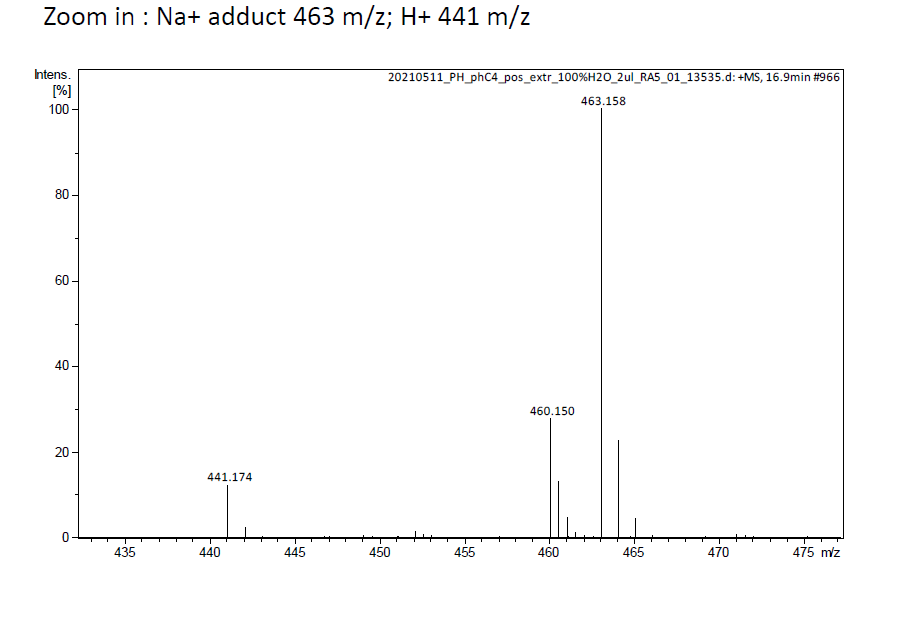 Zoom in : Na+ adduct 463 m/z; H+ 441 m/z
Intens.
[%]
20210511_PH_phC4_pos_extr_100%H2O_2ul_RA5_01_13535.d: +MS, 16.9min #966
463.158
100
80
60
40
460.150
20
441.174
0
435 440 445 450 455 460 465 470 475 m/z